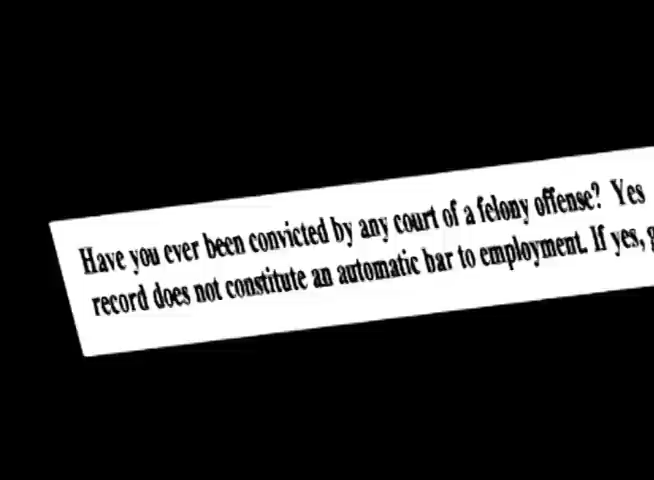 Have you ever been convicted by any court of a felony offense? Yes
record does not constitute an automatic bar to employment. If yes,